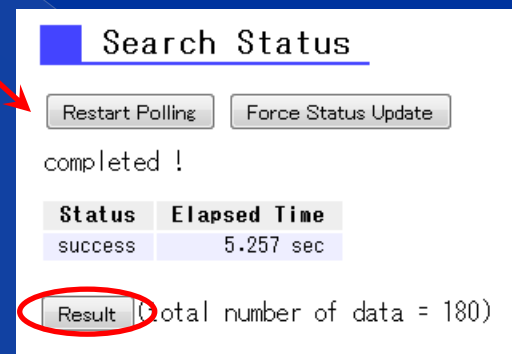 Search Status
Restart Polling Force Status Update
completed !
Status Elapsed Time
success 5.257 sec
Result (total number of data = 180)